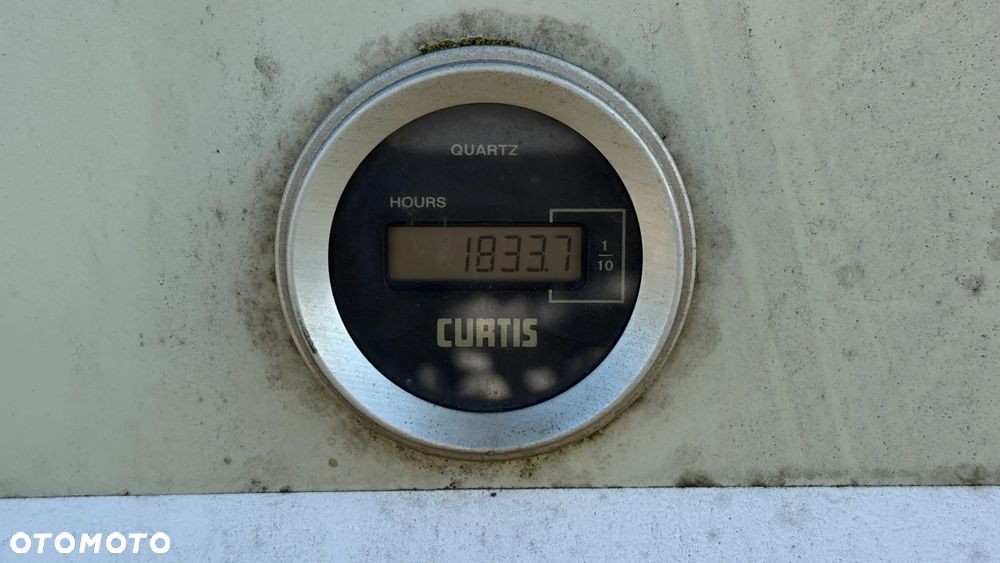 QUARTZ
HOURS
1833.7
1
10
CURTIS
OTOMOTO